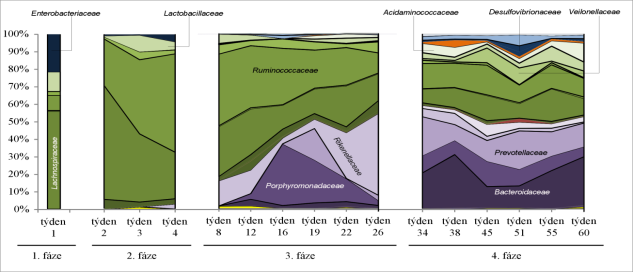 Enterobacteriaceae
Lactobacillaceae
Acidaminococcaceae
Desulfovibrionaceae
Veilonellaceae
100%
90%
80%
70%
60%
50%
40%
30%
20%
10%
0%
Lachnospiraceae
Ruminococcaceae
Rikenellaceae
Porphyromonadaceae
Prevotellaceae
Bacteroidaceae
týden týden týden týden týden týden týden týden týden týden týden týden týden týden týden týden
1 2 3 4 8 12 16 19 22 26 34 38 45 51 55 60
1. fáze 2. fáze 3. fáze 4. fáze